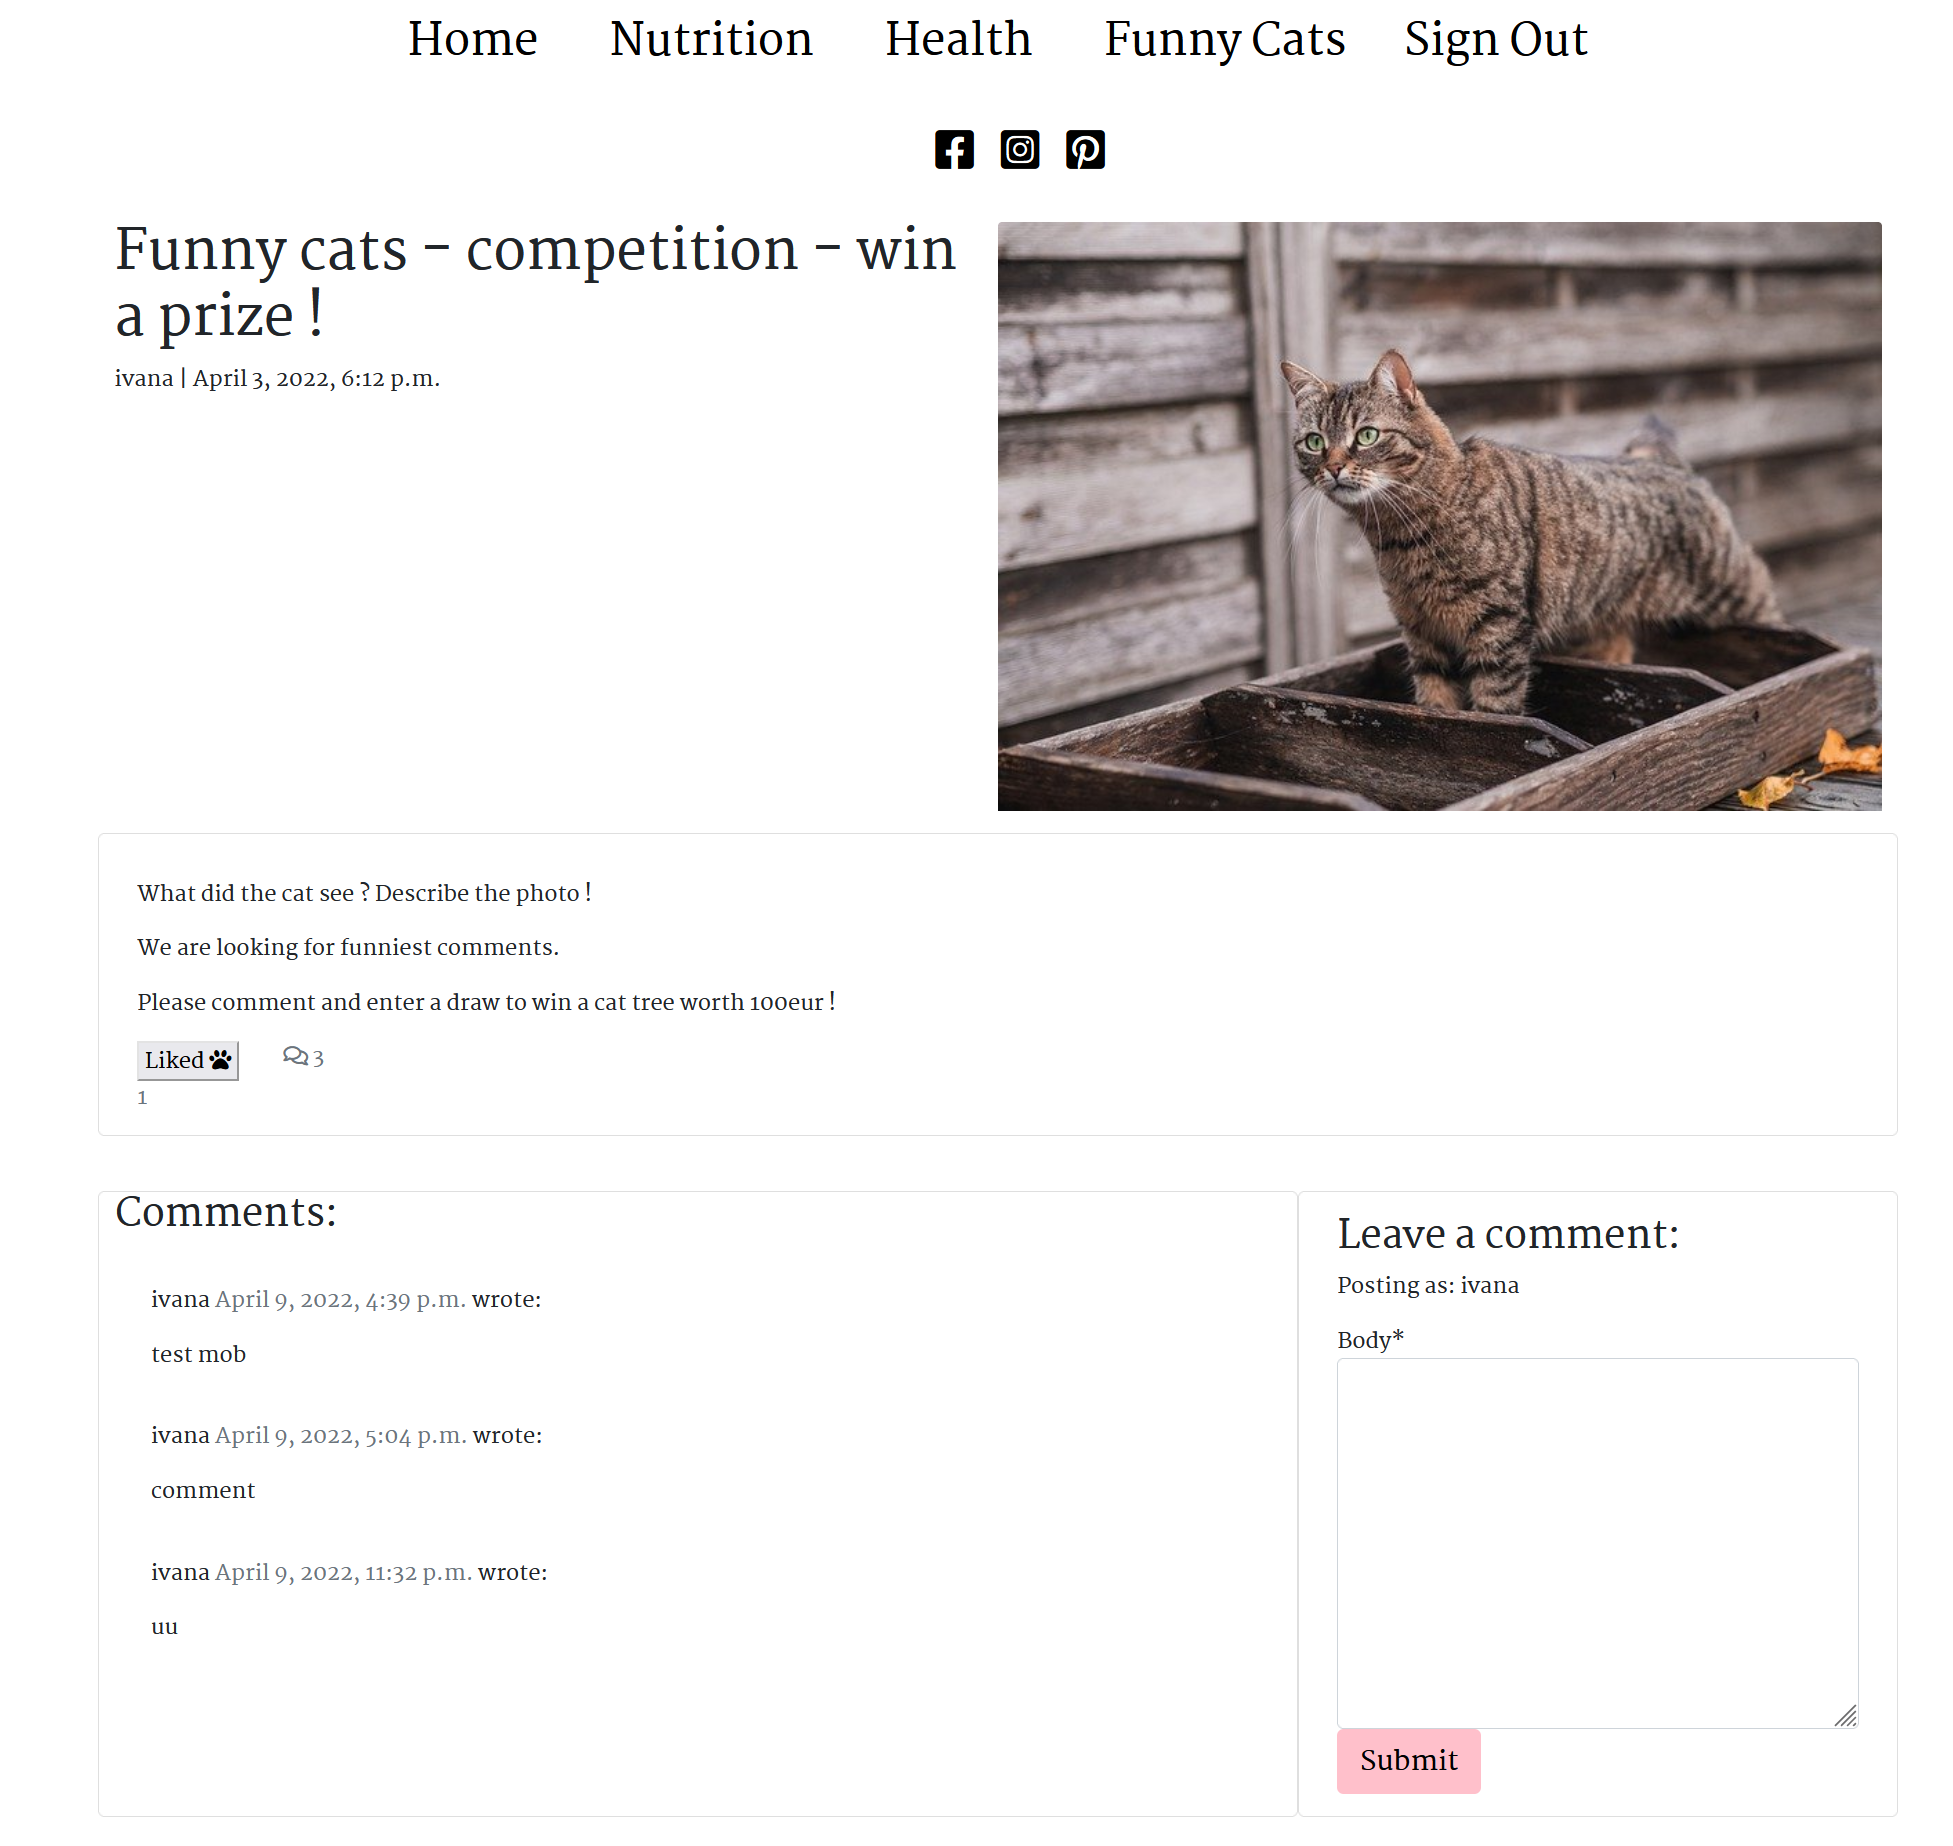 Home Nutrition Health Funny Cats Sign Out
Funny cats - competition - win
a prize !
ivana | April 3, 2022, 6:12 p.m.
What did the cat see ? Describe the photo !
We are looking for funniest comments.
Please comment and enter a draw to win a cat tree worth 100eur !
Liked 3
1
Comments:
ivana April 9, 2022, 4:39 p.m. wrote:
test mob
ivana April 9, 2022, 5:04 p.m. wrote:
comment
ivana April 9, 2022, 11:32 p.m. wrote:
uu
Leave a comment:
Posting as: ivana
Body*
Submit